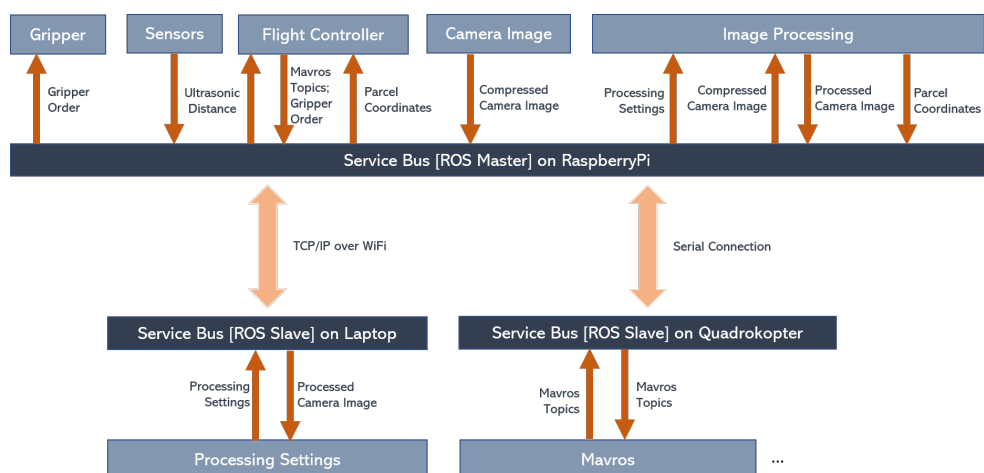 Gripper
Sensors
Flight Controller
Camera Image
Image Processing
Gripper
Order
Ultrasonic
Distance
Mavros
Topics;
Gripper
Order
Parcel
Coordinates
Compressed
Camera Image
Processing
Settings
Compressed
Camera Image
Processed
Camera Image
Parcel
Coordinates
Service Bus [ROS Master] on RaspberryPi
TCP/IP over WiFi
Serial Connection
Service Bus [ROS Slave] on Laptop
Service Bus [ROS Slave] on Quadrokopter
Processing
Settings
Processed
Camera Image
Mavros
Topics
Mavros
Topics
Processing Settings
Mavros
...